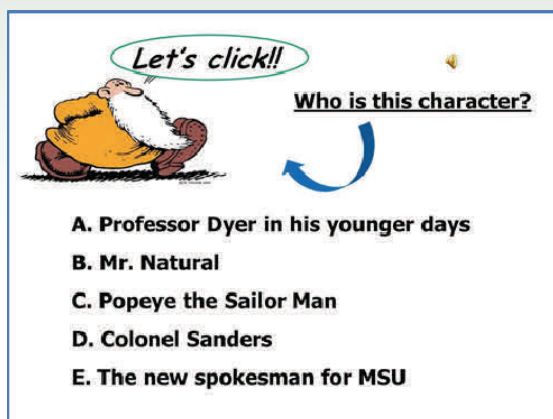 Let's click!!
Who is this character?
A. Professor Dyer in his younger days
B. Mr. Natural
C. Popeye the Sailor Man
D. Colonel Sanders
E. The new spokesman for MSU